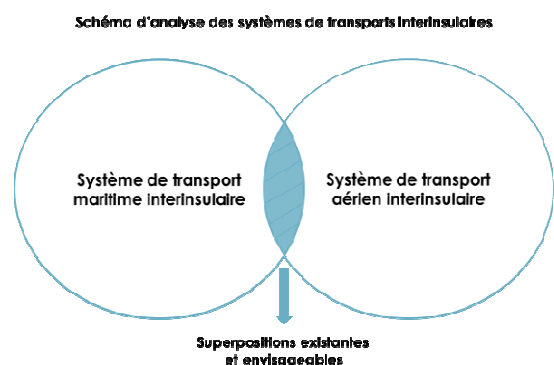 Schéma d'analyse des systèmes de transports interinsulaires
Système de transport
maritime interinsulaire
Système de transport
aérien interinsulaire
Superpositions existantes
et envisageables